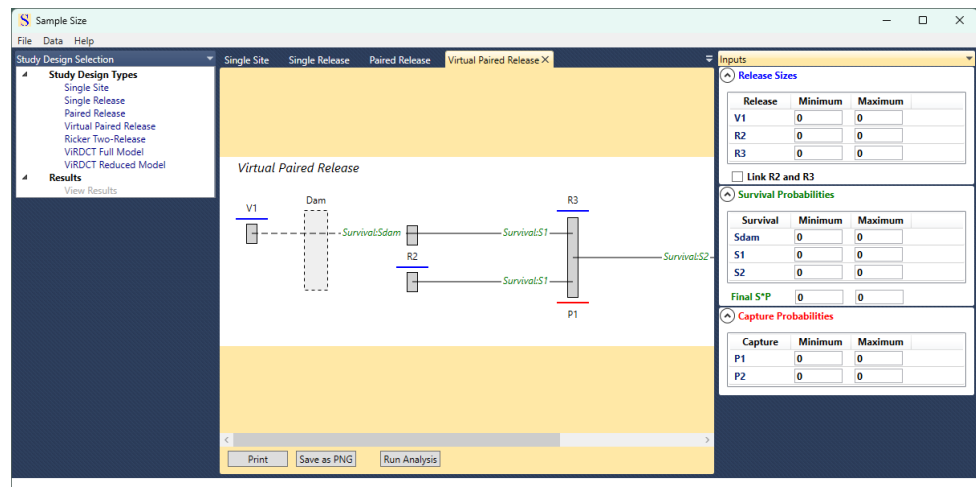 Sample Size
File Data Help
Study Design Selection
Study Design Types
Single Site
Single Release
Paired Release
Virtual Paired Release
Ricker Two-Release
ViRDCT Full Model
ViRDCT Reduced Model
Results
View Results
Single Site Single Release Paired Release Virtual Paired Release
Virtual Paired Release
V1 Dam R3
Survival:Sdam Survival:S1
R2 Survival:S2
Survival:S1
P1
Print Save as PNG Run Analysis
Inputs
Release Sizes
Release Minimum Maximum
V1 0 0
R2 0 0
R3 0 0
Link R2 and R3
Survival Probabilities
Survival Minimum Maximum
Sdam 0 0
S1 0 0
S2 0 0
Final S*P 0 0
Capture Probabilities
Capture Minimum Maximum
P1 0 0
P2 0 0